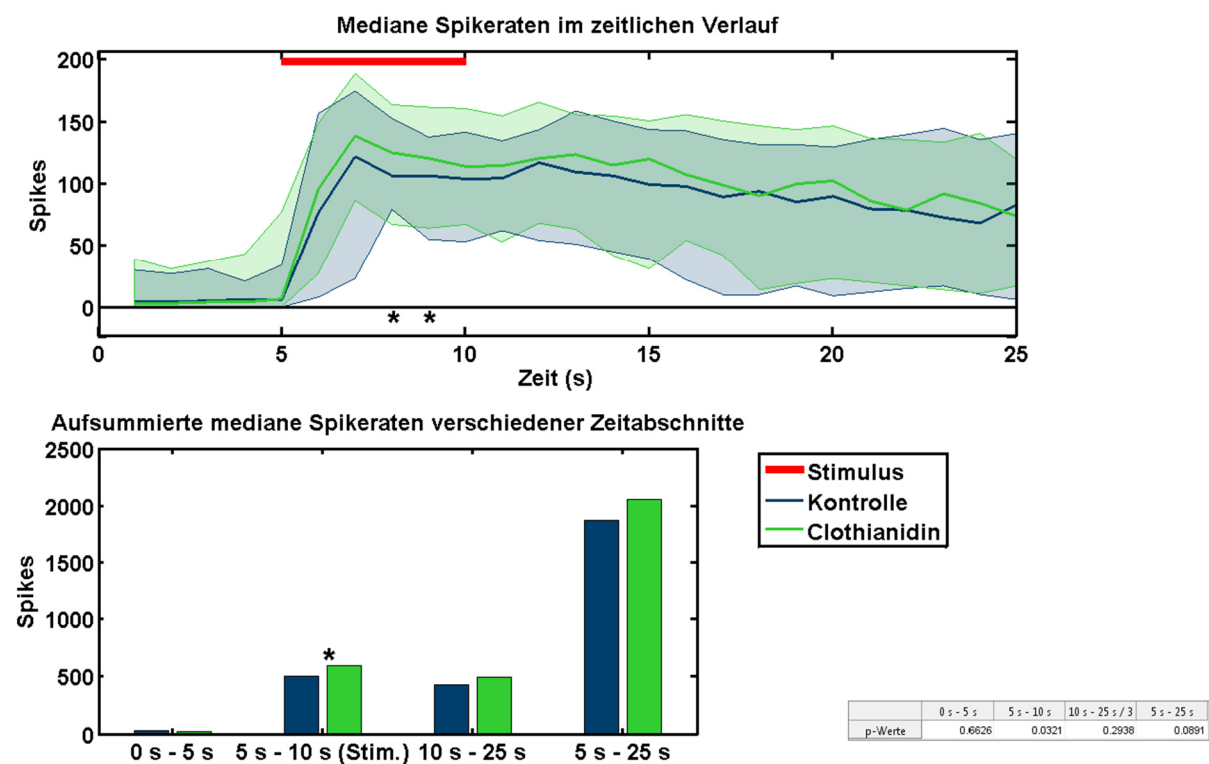 Mediane Spikeraten im zeitlichen Verlauf
200
150
100
50
0
Spikes
* *
0 5 10 15 20 25
Zeit (s)
Aufsummierte mediane Spikeraten verschiedener Zeitabschnitte
2500
2000
1500
1000
500
0
Spikes
*
0 s - 5 s 5 s - 10 s (Stim.) 10 s - 25 s 5 s - 25 s
Stimulus
Kontrolle
Clothianidin
0 s - 5 s 5 s - 10 s 10 s - 25 s / 3 5 s - 25 s
p-Werte 0.6626 0.0321 0.2938 0.0891